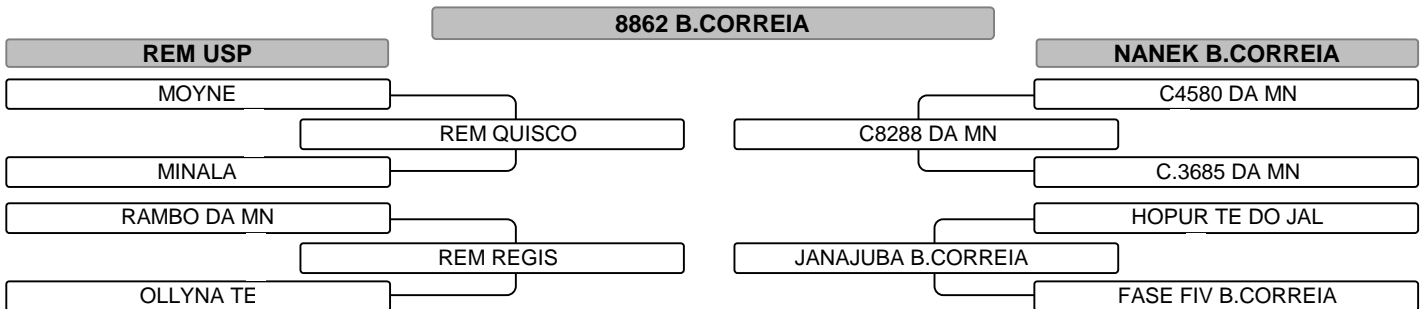 8862 B.CORREIA
REM USP
NANEK B.CORREIA
MOYNE
C4580 DA MN
REM QUISCO
C8288 DA MN
MINALA
C.3685 DA MN
RAMBO DA MN
HOPUR TE DO JAL
REM REGIS
JANAJUBA B.CORREIA
OLLYNA TE
FASE FIV B.CORREIA